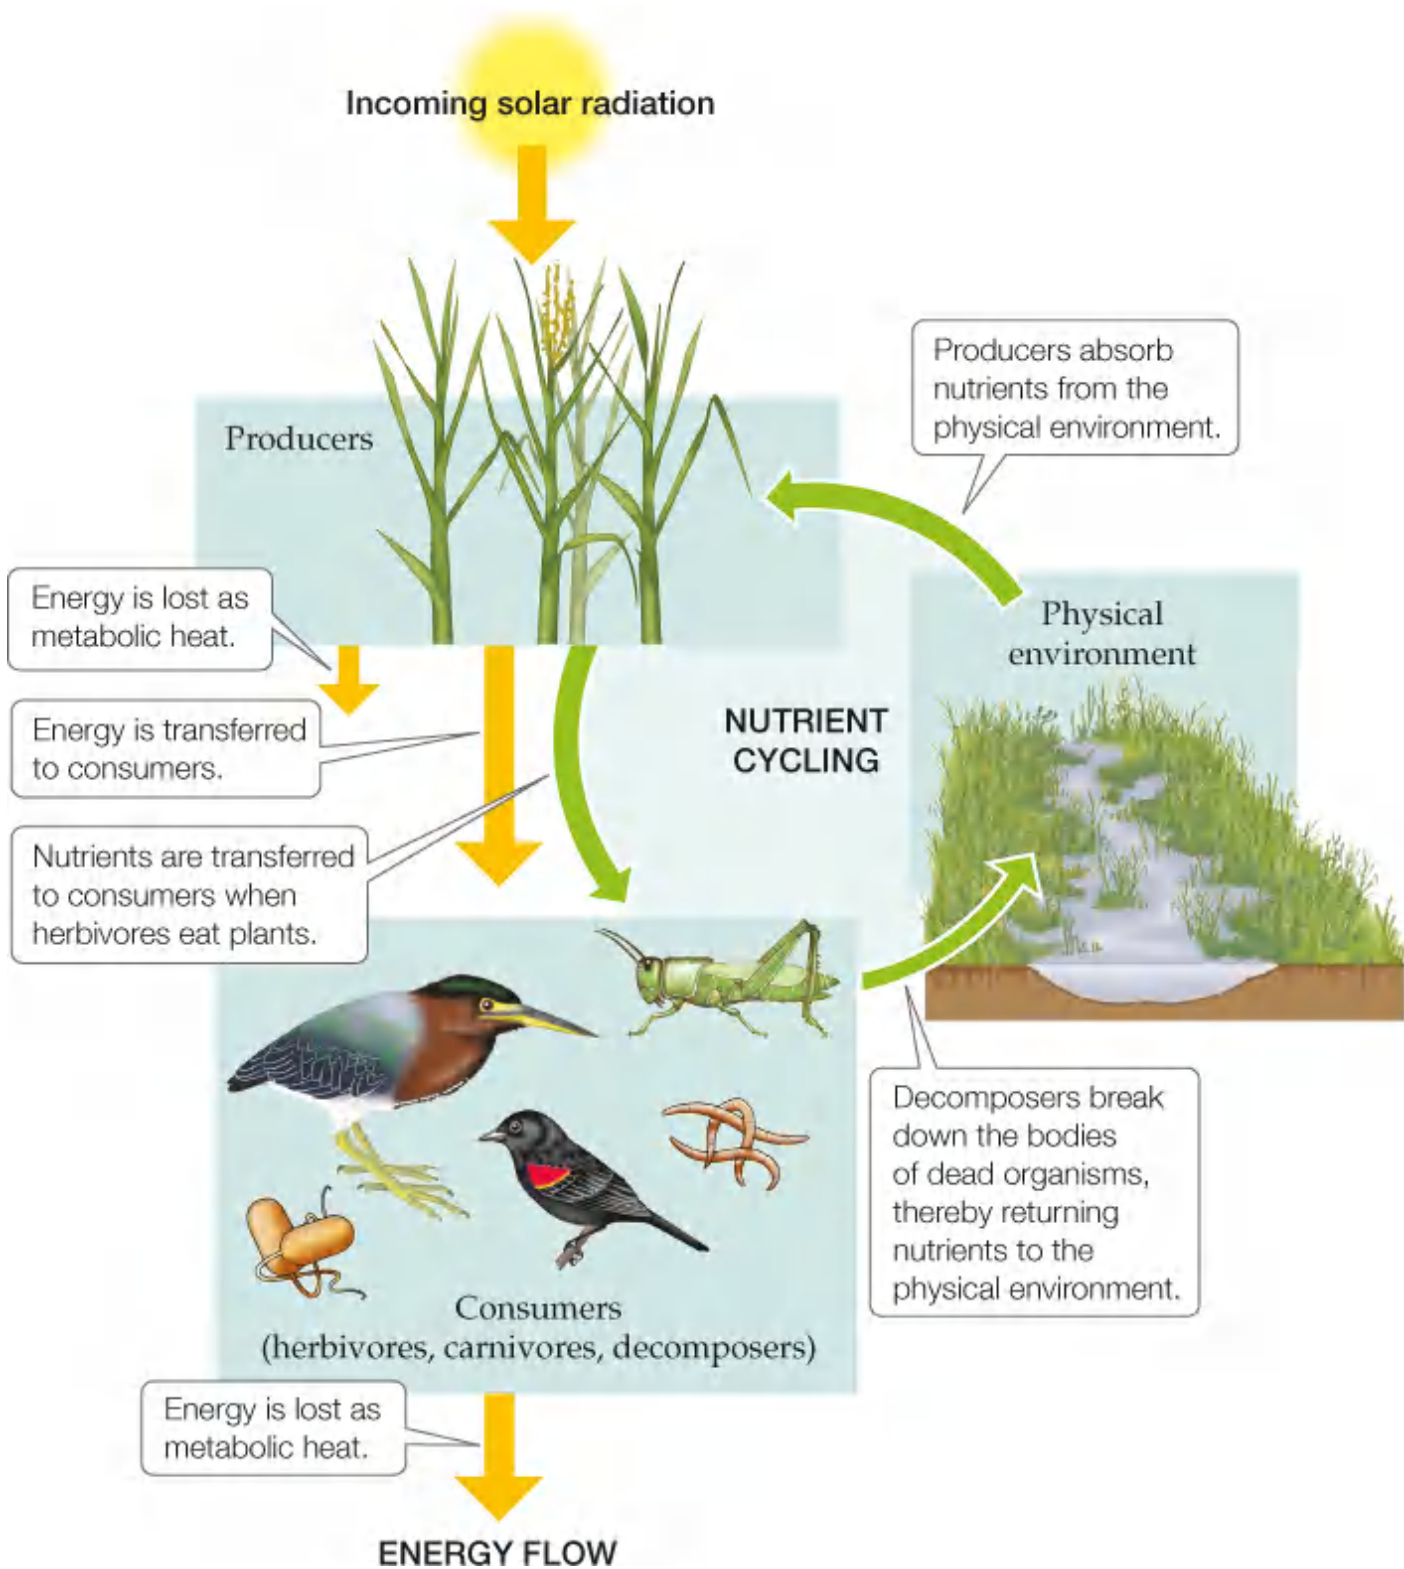 Incoming solar radiation
Producers absorb
nutrients from the
physical environment.
Producers
Energy is lost as
metabolic heat.
Physical
environment
Energy is transferred
to consumers.
NUTRIENT
CYCLING
Nutrients are transferred
to consumers when
herbivores eat plants.
Decomposers break
down the bodies
of dead organisms,
thereby returning
nutrients to the
physical environment.
Consumers
(herbivores, carnivores, decomposers)
Energy is lost as
metabolic heat.
ENERGY FLOW